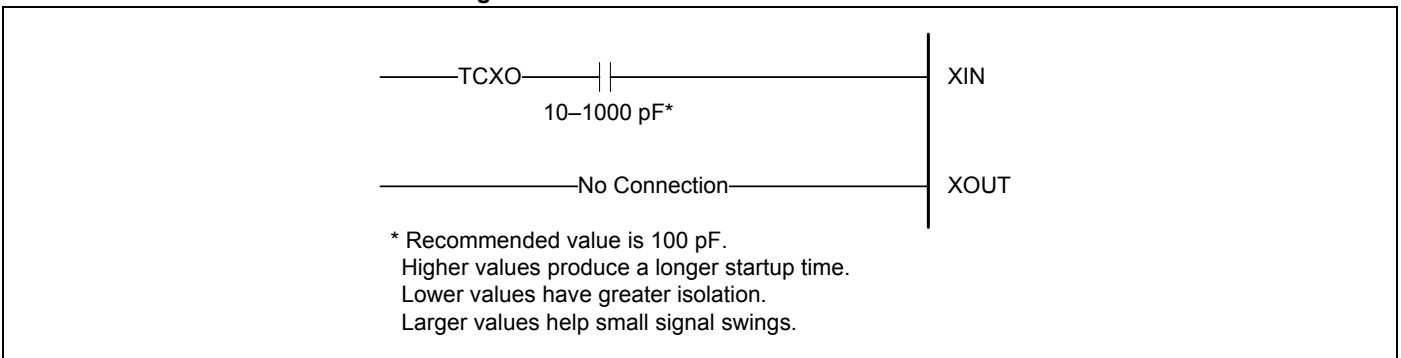 TCXO
XIN
10–1000 pF*
No Connection
XOUT
* Recommended value is 100 pF.
Higher values produce a longer startup time.
Lower values have greater isolation.
Larger values help small signal swings.